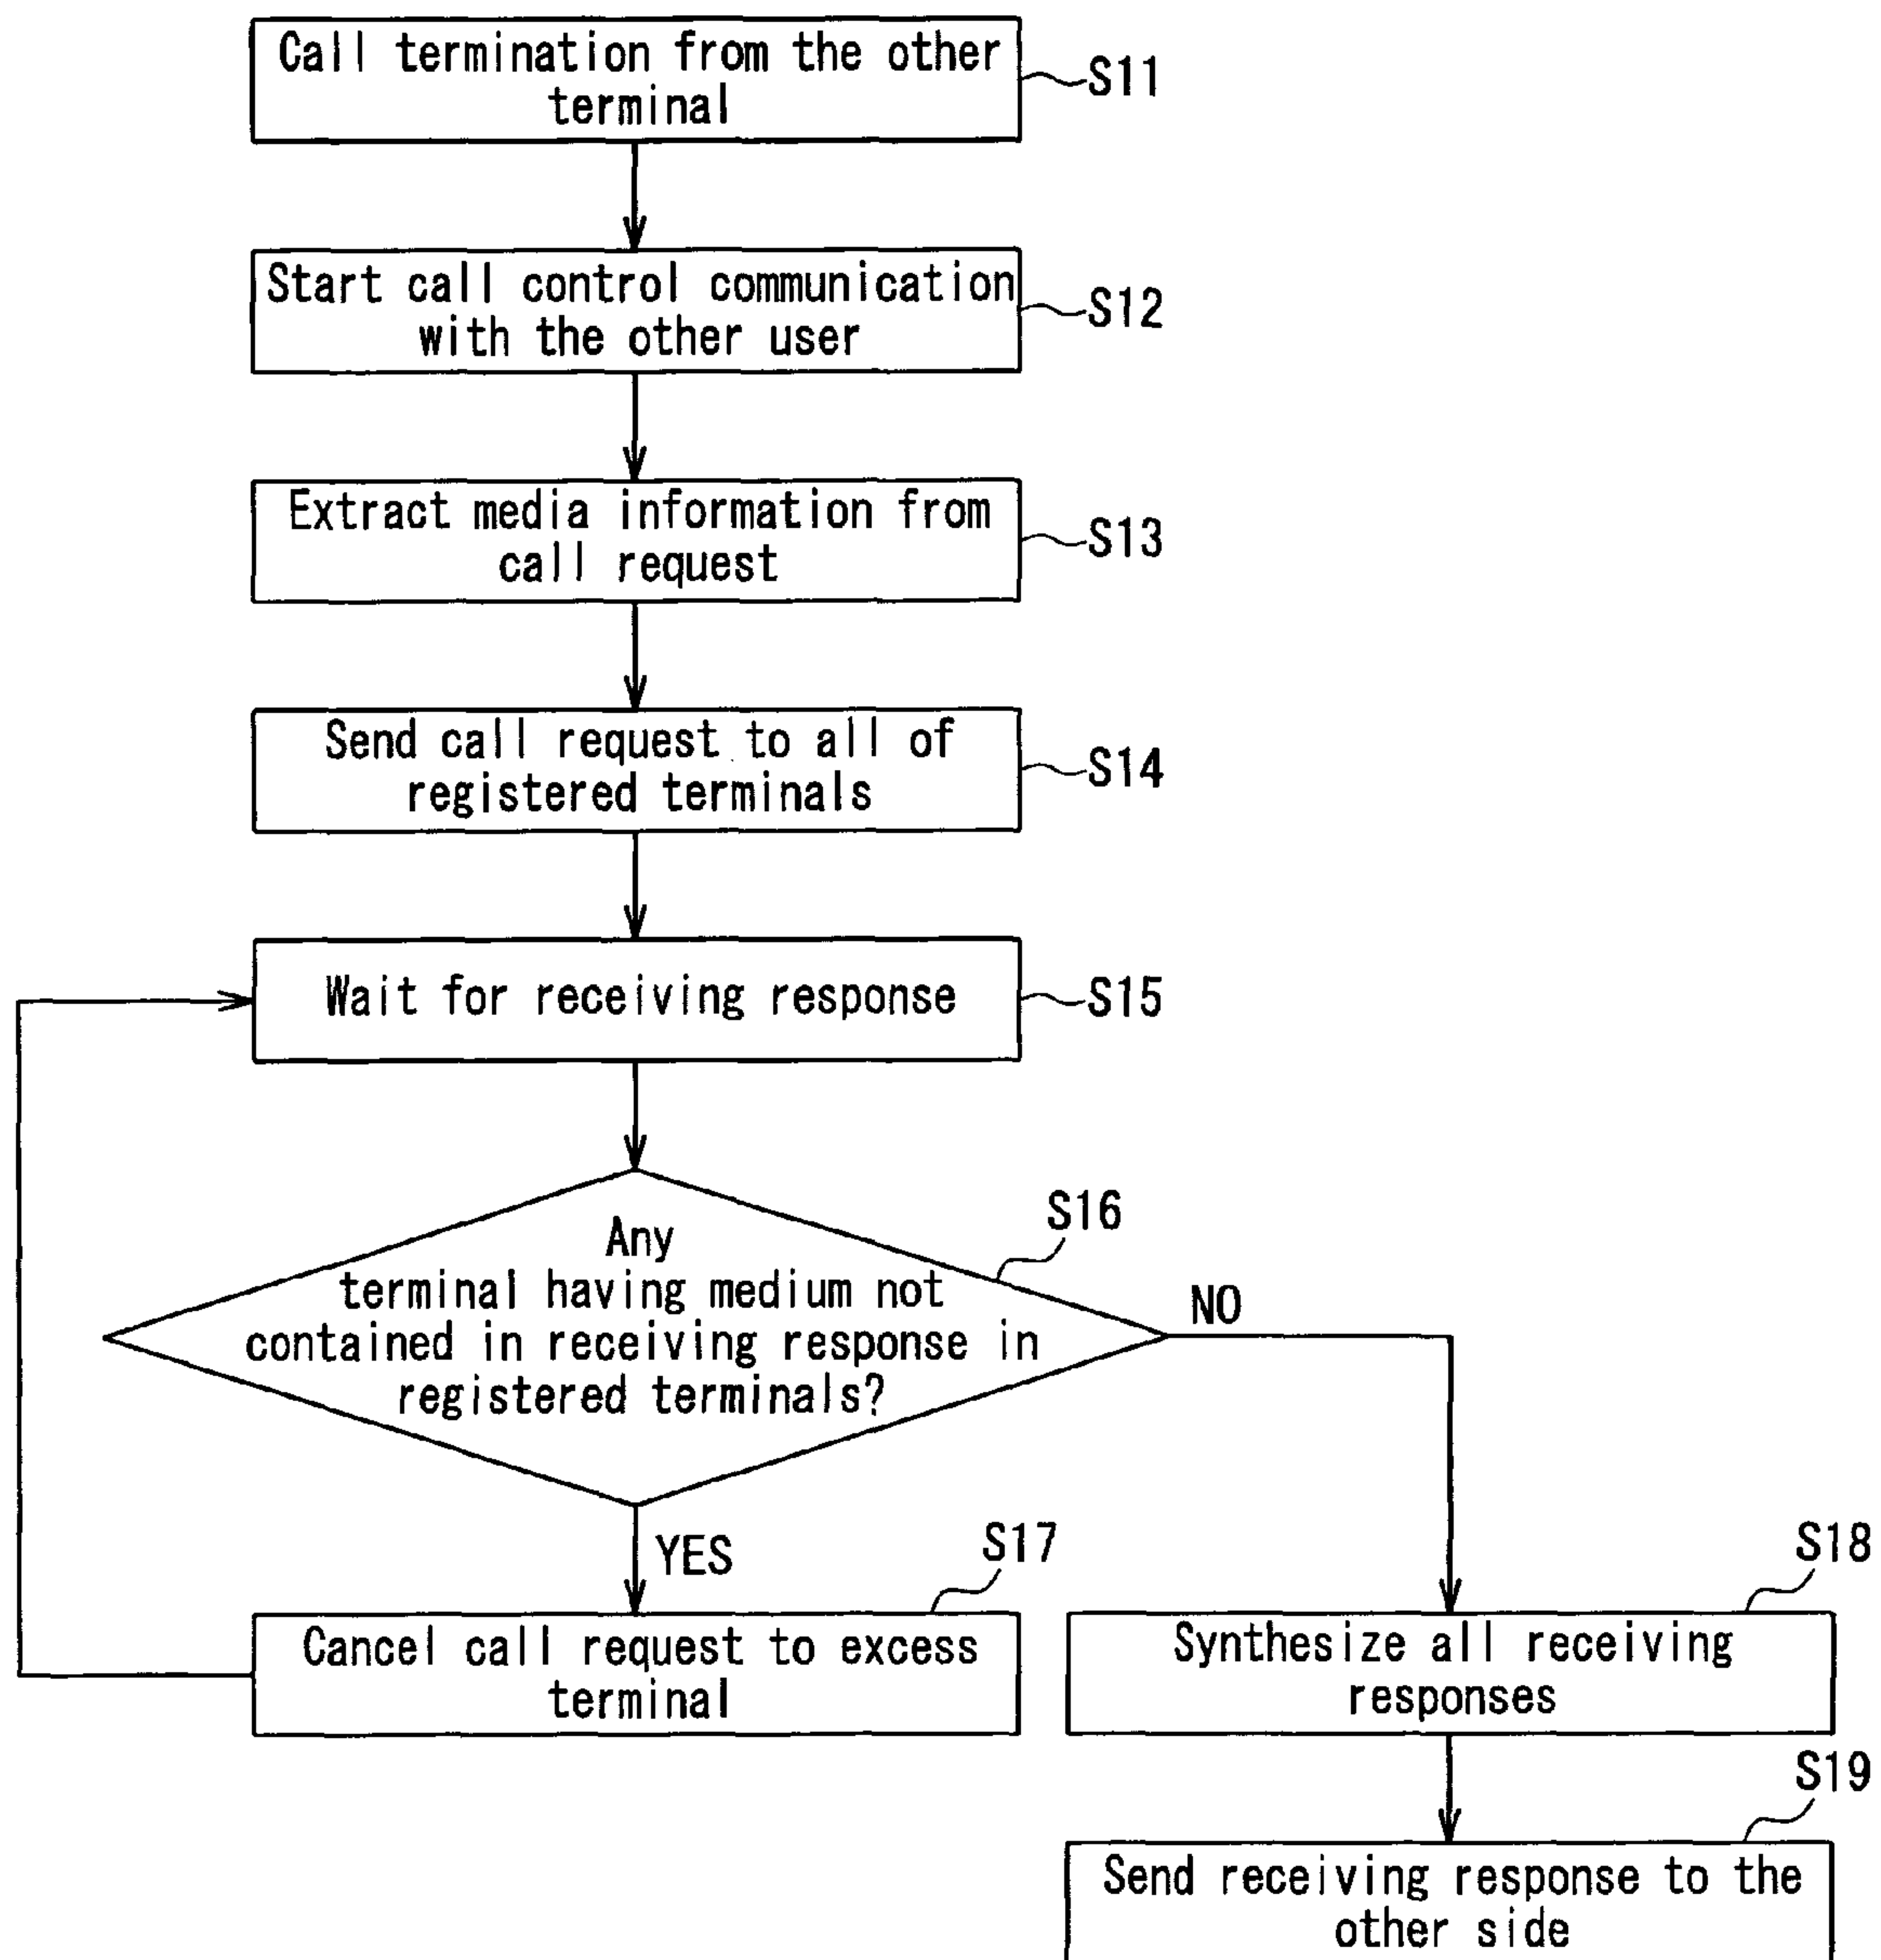 Call termination from the other
terminal
S11
Start call control communication
with the other user
S12
Extract media information from
call request
S13
Send call request to all of
registered terminals
S14
Wait for receiving response
S15
S16
Any
terminal having medium not
contained in receiving response in
registered terminals?
NO
YES
S17
Cancel call request to excess
terminal
S18
Synthesize all receiving
responses
S19
Send receiving response to the
other side